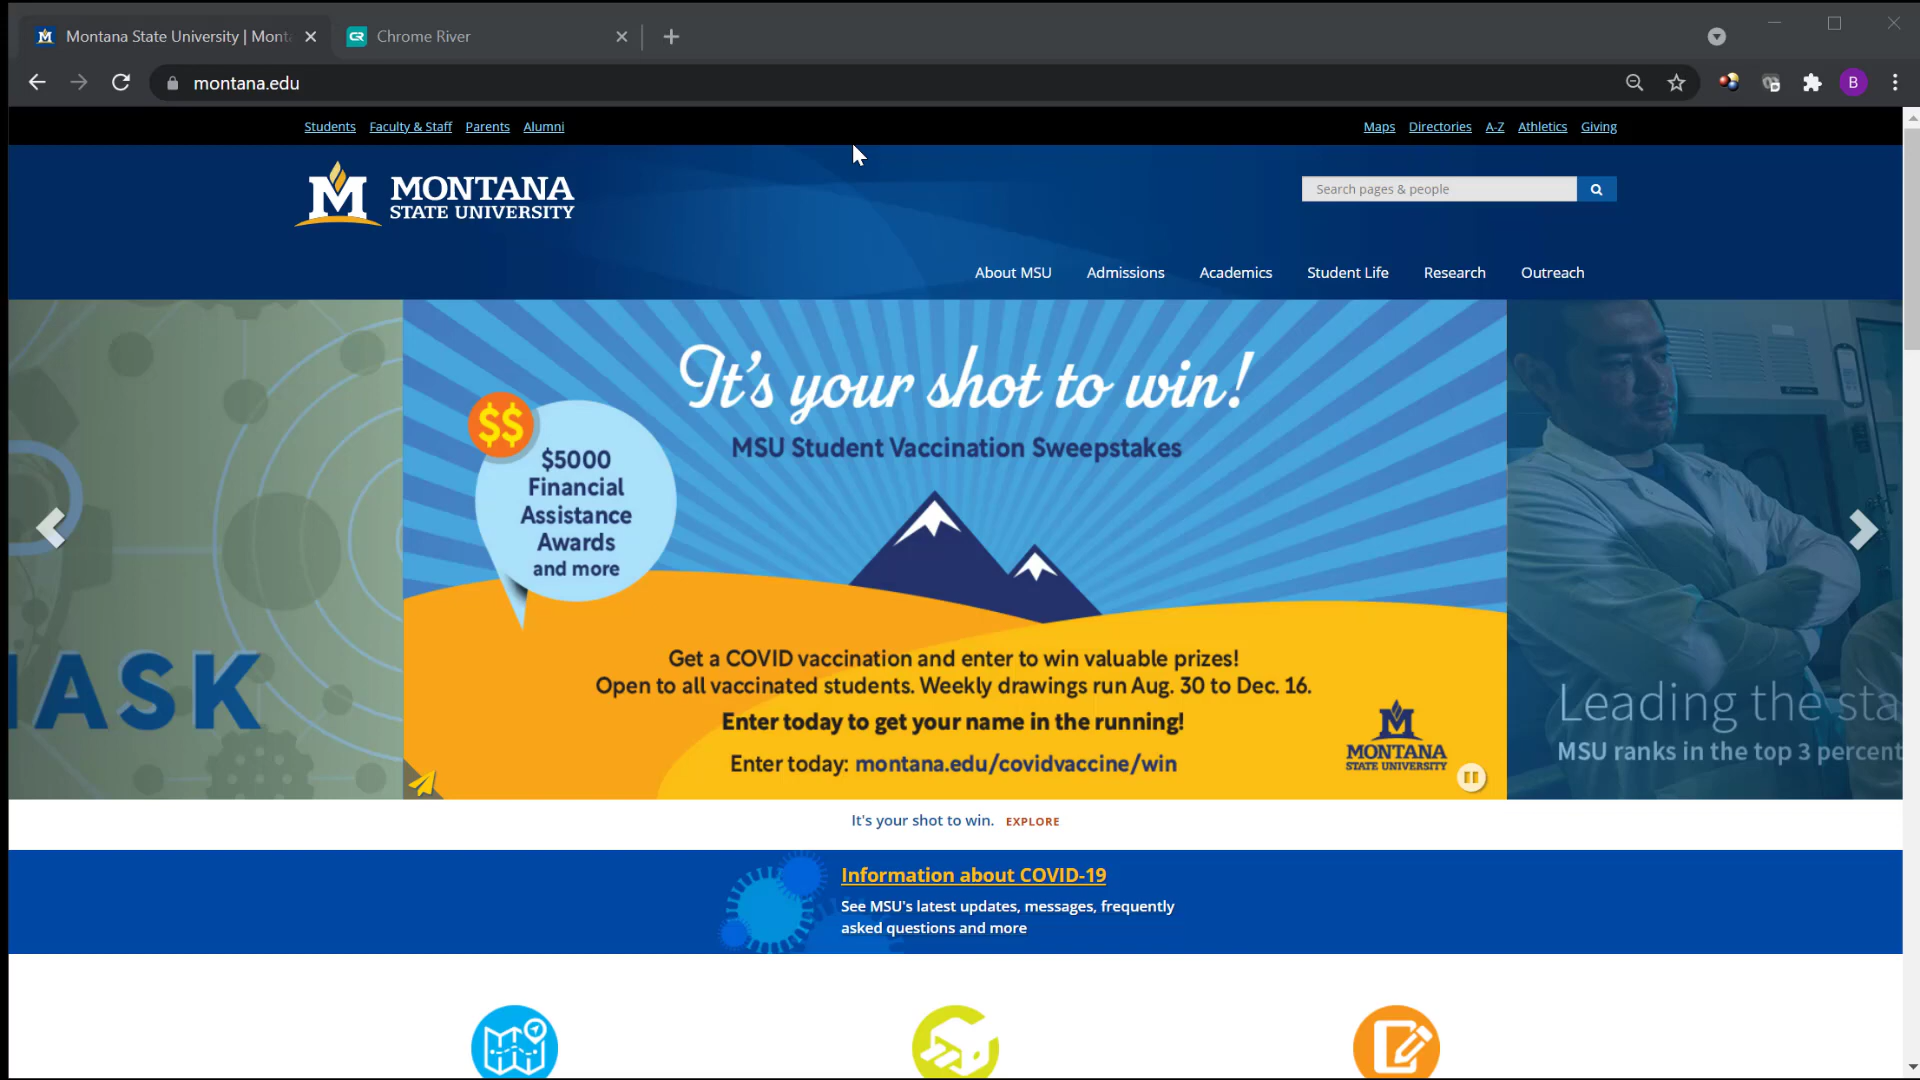 Montana State University | Mont
Chrome River
montana.edu
B
Students Faculty & Staff Parents Alumni
Maps Directories A-Z Athletics Giving
M MONTANA
STATE UNIVERSITY
Search pages & people
About MSU Admissions Academics Student Life Research Outreach
It's your shot to win!
MSU Student Vaccination Sweepstakes
$$
$5000
Financial
Assistance
Awards
and more
Get a COVID vaccination and enter to win valuable prizes!
Open to all vaccinated students. Weekly drawings run Aug. 30 to Dec. 16.
Enter today to get your name in the running!
Enter today: montana.edu/covidvaccine/win
M
MONTANA
STATE UNIVERSITY
ASK
Leading the sta
MSU ranks in the top 3 percent
It's your shot to win. EXPLORE
Information about COVID-19
See MSU's latest updates, messages, frequently
asked questions and more